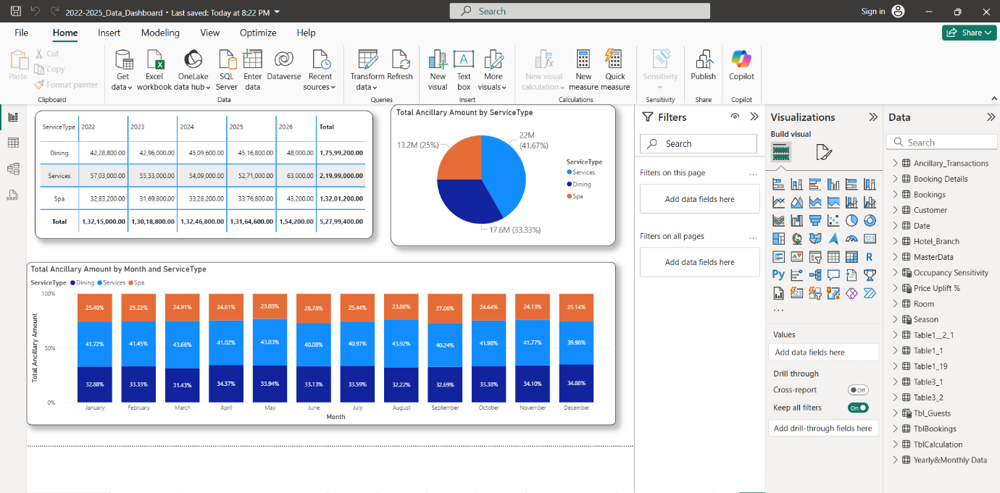 2022-2025_Data_Dashboard • Last saved: Today at 8:22 PM
Search
Sign in
File Home Insert Modeling View Optimize Help
Share
Paste
Cut
Copy
Format painter
Clipboard
Get data
Excel workbook
OneLake data hub
SQL Server
Enter data
Dataverse
Recent sources
Data
Transform data
Refresh
Queries
New visual
Text box
More visuals
Insert
New visual calculation
New measure
Quick measure
Calculations
Sensitivity
Sensitivity
Publish
Share
Copilot
Copilot
ServiceType 2022 2023 2024 2025 2026 Total
Dining 42,28,800.00 42,96,000.00 45,09,600.00 45,16,800.00 48,000.00 1,75,99,200.00
Services 57,03,000.00 55,53,000.00 54,09,000.00 52,71,000.00 63,000.00 2,19,99,000.00
Spa 32,83,200.00 31,69,800.00 33,28,200.00 33,76,800.00 43,200.00 1,32,01,200.00
Total 1,32,15,000.00 1,30,18,800.00 1,32,46,800.00 1,31,64,600.00 1,54,200.00 5,27,99,400.00
Total Ancillary Amount by ServiceType
22M
(41.67%)
13.2M (25%)
17.6M (33.33%)
ServiceType
Services
Dining
Spa
Total Ancillary Amount by Month and ServiceType
ServiceType Dining Services Spa
Total Ancillary Amount
100%
50%
0%
25.40% 25.22% 24.91% 24.61% 23.03% 26.78% 25.44% 23.86% 27.06% 24.64% 24.13% 25.14%
41.72% 41.45% 43.66% 41.02% 43.03% 40.08% 40.97% 43.92% 40.24% 41.98% 41.77% 39.98%
32.88% 33.33% 31.43% 34.37% 33.94% 33.13% 33.59% 32.22% 32.69% 33.38% 34.10% 34.88%
January February March April May June July August September October November December
Month
Filters
Search
Filters on this page
...
Add data fields here
Filters on all pages
...
Add data fields here
Visualizations
Build visual
123
R
Py
123
...
Values
Add data fields here
Drill through
Cross-report
Off
Keep all filters
On
Add drill-through fields here
Data
Search
Ancillary_Transactions
Booking Details
Bookings
Customer
Date
Hotel_Branch
MasterData
Occupancy Sensitivity
Price Uplift %
Room
Season
Table1__2_1
Table1_1
Table1_19
Table3_1
Table3_2
Tbl_Guests
TblBookings
TblCalculation
Yearly&Monthly Data